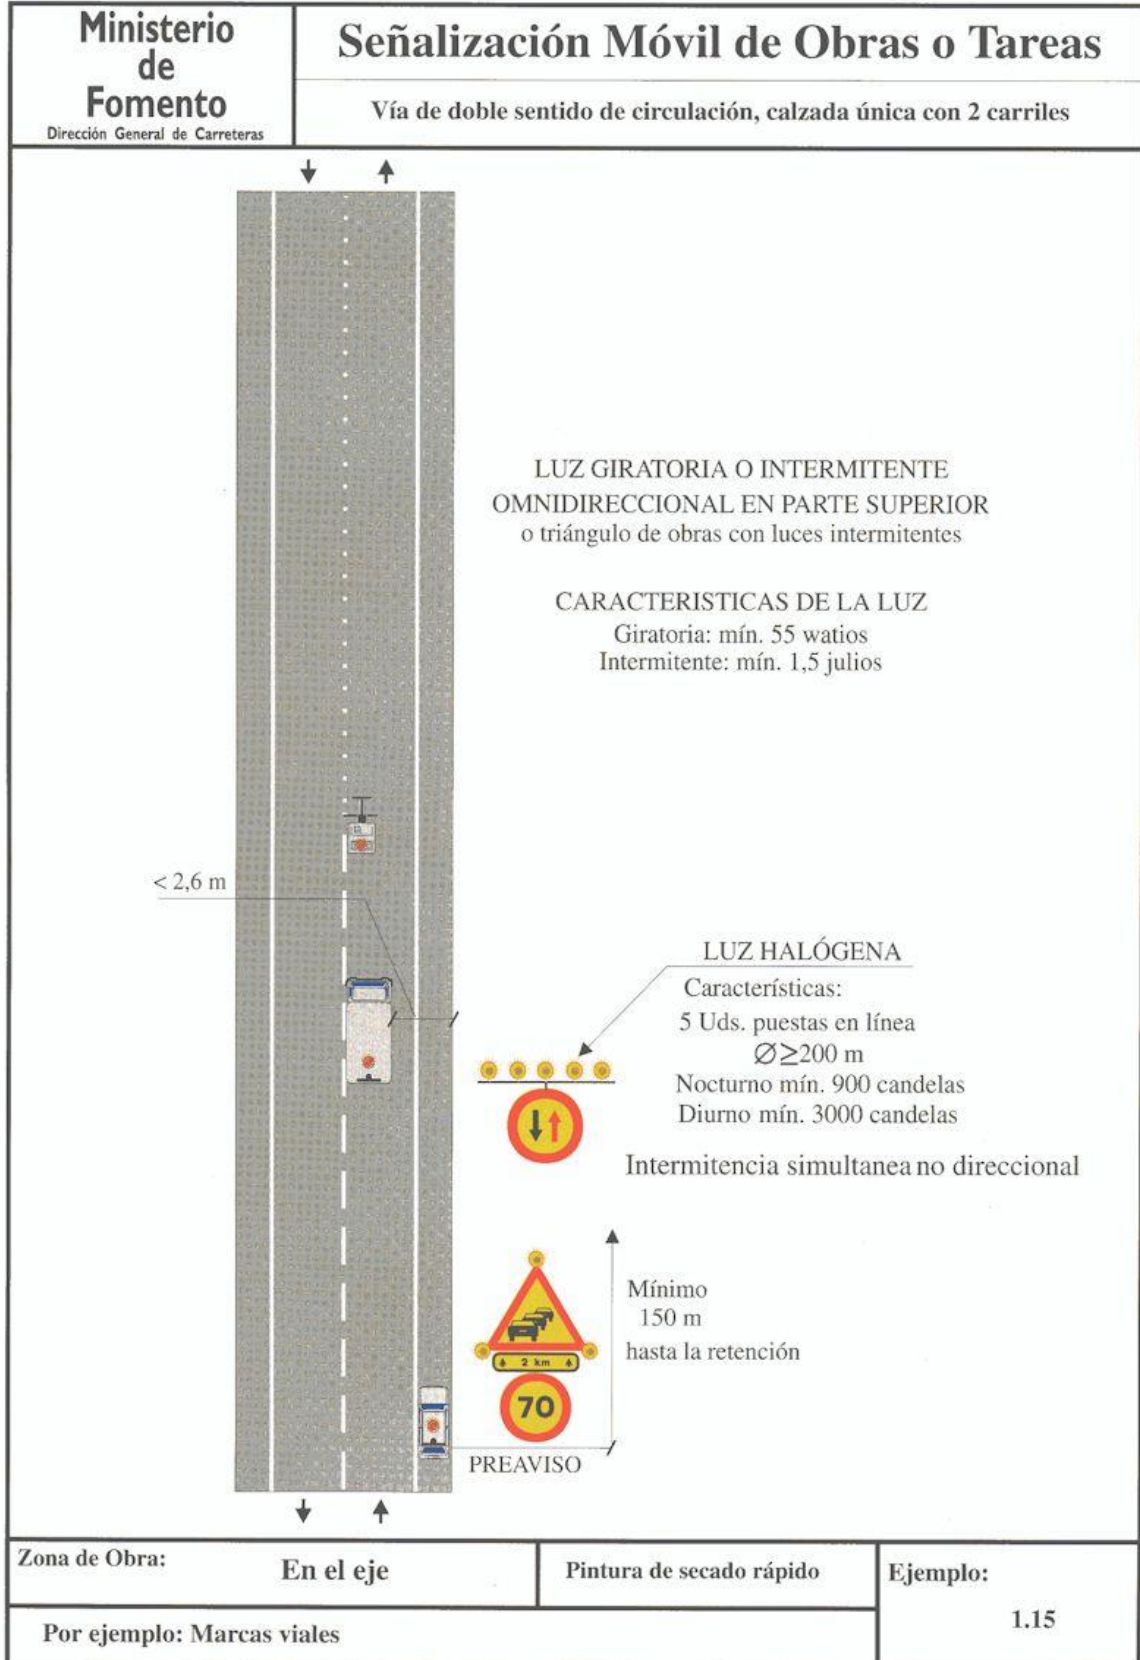 Ministerio
de
Fomento
Dirección General de Carreteras
Señalización Móvil de Obras o Tareas
Vía de doble sentido de circulación, calzada única con 2 carriles
LUZ GIRATORIA O INTERMITENTE
OMNIDIRECCIONAL EN PARTE SUPERIOR
o triángulo de obras con luces intermitentes
CARACTERISTICAS DE LA LUZ
Giratoria: mín. 55 watios
Intermitente: mín. 1,5 julios
< 2,6 m
LUZ HALÓGENA
Características:
5 Uds. puestas en línea
Ø≥200 m
Nocturno mín. 900 candelas
Diurno mín. 3000 candelas
Intermitencia simultanea no direccional
Mínimo
150 m
hasta la retención
2 km
70
PREAVISO
Zona de Obra:
En el eje
Pintura de secado rápido
Ejemplo:
1.15
Por ejemplo: Marcas viales